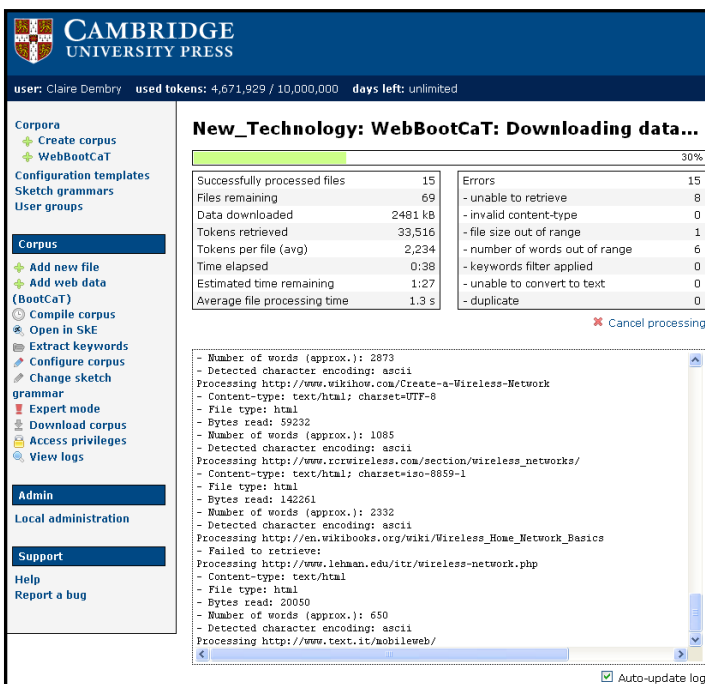 CAMBRIDGE
UNIVERSITY PRESS
user: Claire Dembry used tokens: 4,671,929 / 10,000,000 days left: unlimited
Corpora
Create corpus
WebBootCaT
Configuration templates
Sketch grammars
User groups
Corpus
Add new file
Add web data
(BootCaT)
Compile corpus
Open in SkE
Extract keywords
Configure corpus
Change sketch
grammar
Expert mode
Download corpus
Access privileges
View logs
Admin
Local administration
Support
Help
Report a bug
New_Technology: WebBootCaT: Downloading data...
30%
Successfully processed files 15
Files remaining 69
Data downloaded 2481 kB
Tokens retrieved 33,516
Tokens per file (avg) 2,234
Time elapsed 0:38
Estimated time remaining 1:27
Average file processing time 1.3 s
Errors 15
- unable to retrieve 8
- invalid content-type 0
- file size out of range 1
- number of words out of range 6
- keywords filter applied 0
- unable to convert to text 0
- duplicate 0
Cancel processing
- Number of words (approx.): 2873
- Detected character encoding: ascii
Processing http://www.wikihow.com/Create-a-Wireless-Network
- Content-type: text/html; charset=UTF-8
- File type: html
- Bytes read: 59232
- Number of words (approx.): 1085
- Detected character encoding: ascii
Processing http://www.rcrwireless.com/section/wireless_networks/
- Content-type: text/html; charset=iso-8859-1
- File type: html
- Bytes read: 142261
- Number of words (approx.): 2332
- Detected character encoding: ascii
Processing http://en.wikibooks.org/wiki/Wireless_Home_Network_Basics
- Failed to retrieve:
Processing http://www.lehman.edu/itr/wireless-network.php
- Content-type: text/html
- File type: html
- Bytes read: 20050
- Number of words (approx.): 650
- Detected character encoding: ascii
Processing http://www.text.it/mobileweb/
Auto-update log